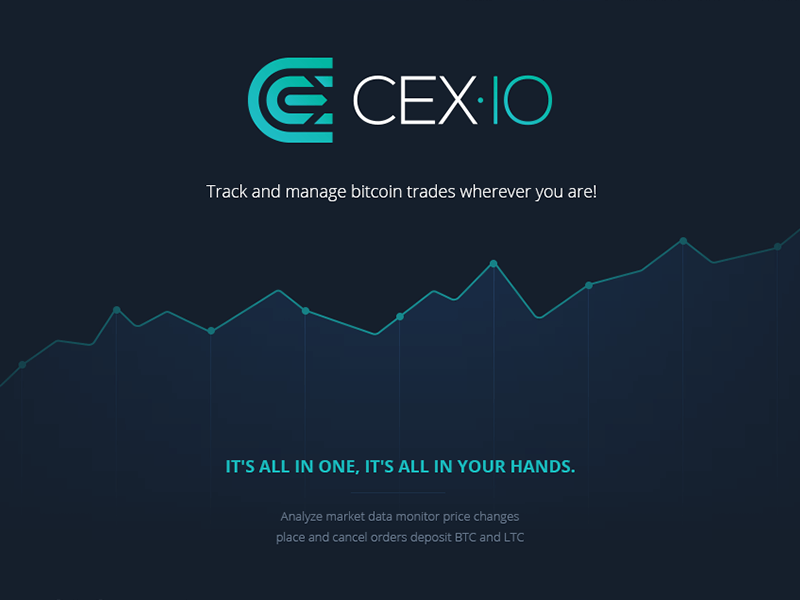 CEX·IO
Track and manage bitcoin trades wherever you are!
IT'S ALL IN ONE, IT'S ALL IN YOUR HANDS.
Analyze market data monitor price changes
place and cancel orders deposit BTC and LTC